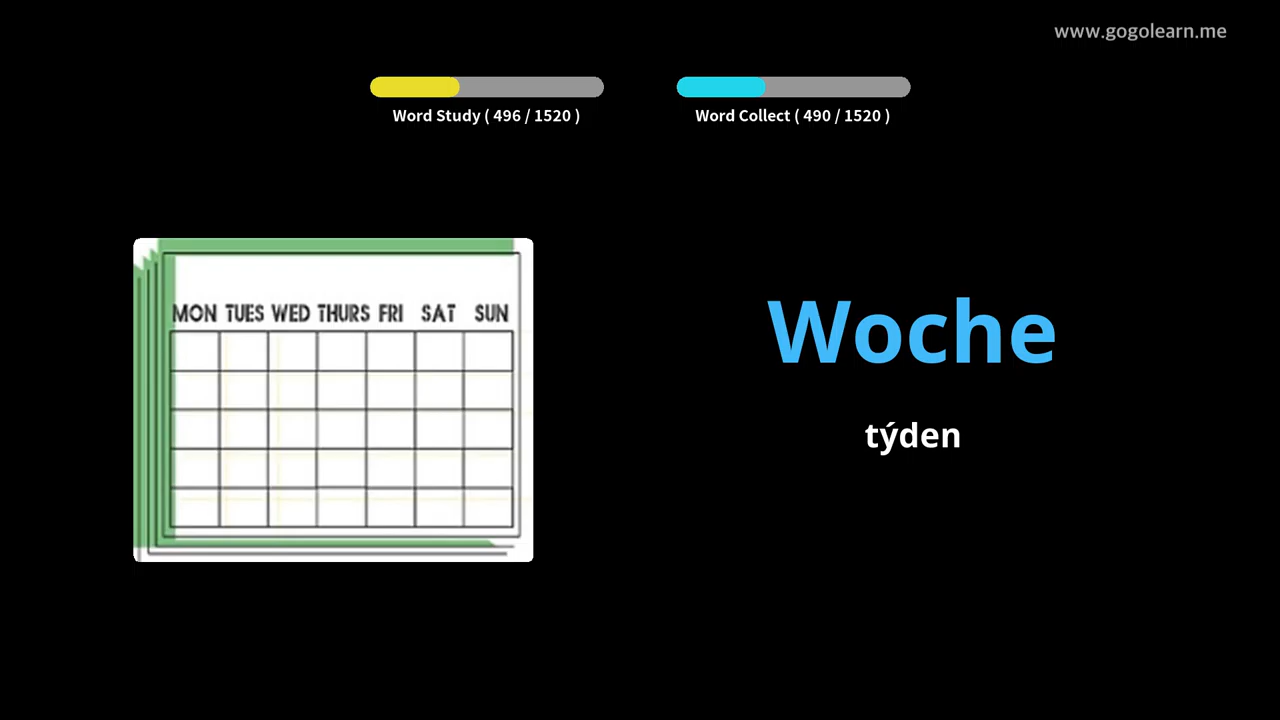 www.gogolearn.me
Word Study ( 496 / 1520 )
Word Collect ( 490 / 1520 )
MON TUES WED THURS FRI SAT SUN
Woche
týden